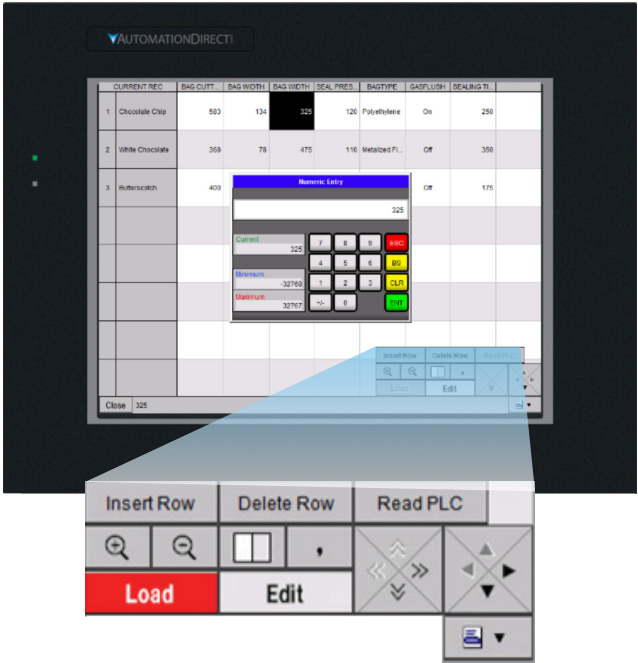 AUTOMATIONDIRECT
CURRENT REC BAG CUTT... BAG WIDTH BAG WIDTH SEAL PRES... BAGTYPE GASFLUSH SEALING TI...
1 Chocolate Chip 583 134 325 120 Polyethylene On 250
2 White Chocolate 368 78 475 110 Metalized Fi... Off 350
3 Butterscotch 400 Off 175
Numeric Entry
325
Current
325
7 8 9 ESC
4 5 6 BS
Minimum
-32768
1 2 3 CLR
Maximum
32767
+/- 0 ENT
Insert Row Delete Row Read PLC
,
Load Edit
Close 325
Insert Row Delete Row Read PLC
,
Load Edit